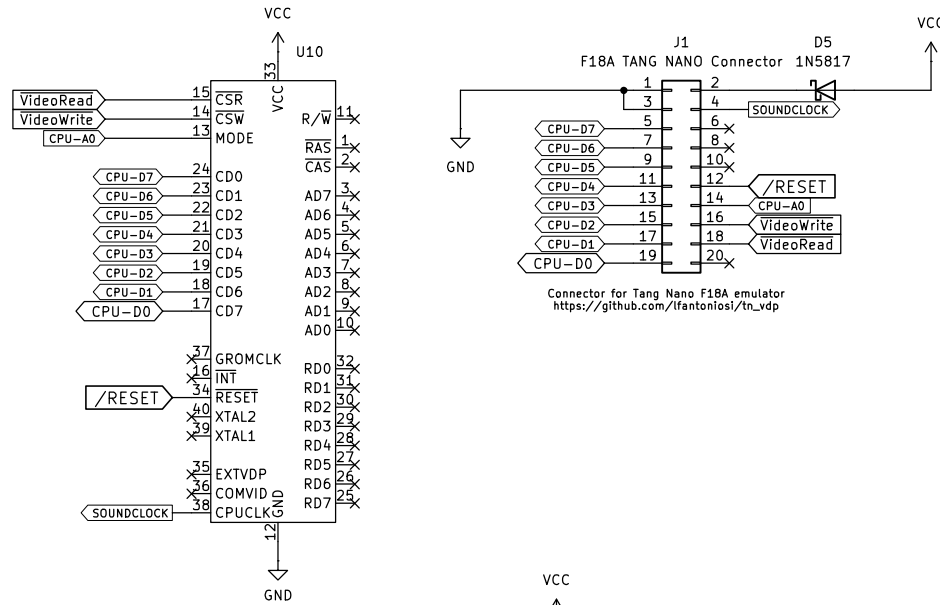 VCC
U10
33
VCC
VideoRead 15 CSR
VideoWrite 14 CSW
CPU-A0 13 MODE
R/W 11
RAS 1
CAS 2
CPU-D7 24 CD0
CPU-D6 23 CD1
CPU-D5 22 CD2
CPU-D4 21 CD3
CPU-D3 20 CD4
CPU-D2 19 CD5
CPU-D1 18 CD6
CPU-D0 17 CD7
AD7 3
AD6 4
AD5 5
AD4 6
AD3 7
AD2 8
AD1 9
AD0 10
37 GROMCLK
16 INT
/RESET 34 RESET
40 XTAL2
39 XTAL1
RD0 32
RD1 31
RD2 30
RD3 29
RD4 28
RD5 27
RD6 26
RD7 25
35 EXTVDP
36 COMVID
SOUNDCLOCK 38 CPUCLK
GND
12
GND
VCC
J1
D5
F18A TANG NANO Connector 1N5817
1 2
3 4 SOUNDCLOCK
GND
CPU-D7 5 6
CPU-D6 7 8
CPU-D5 9 10
CPU-D4 11 12 /RESET
CPU-D3 13 14 CPU-A0
CPU-D2 15 16 VideoWrite
CPU-D1 17 18 VideoRead
CPU-D0 19 20
Connector for Tang Nano F18A emulator
https://github.com/lfantoniosi/tn_vdp
VCC